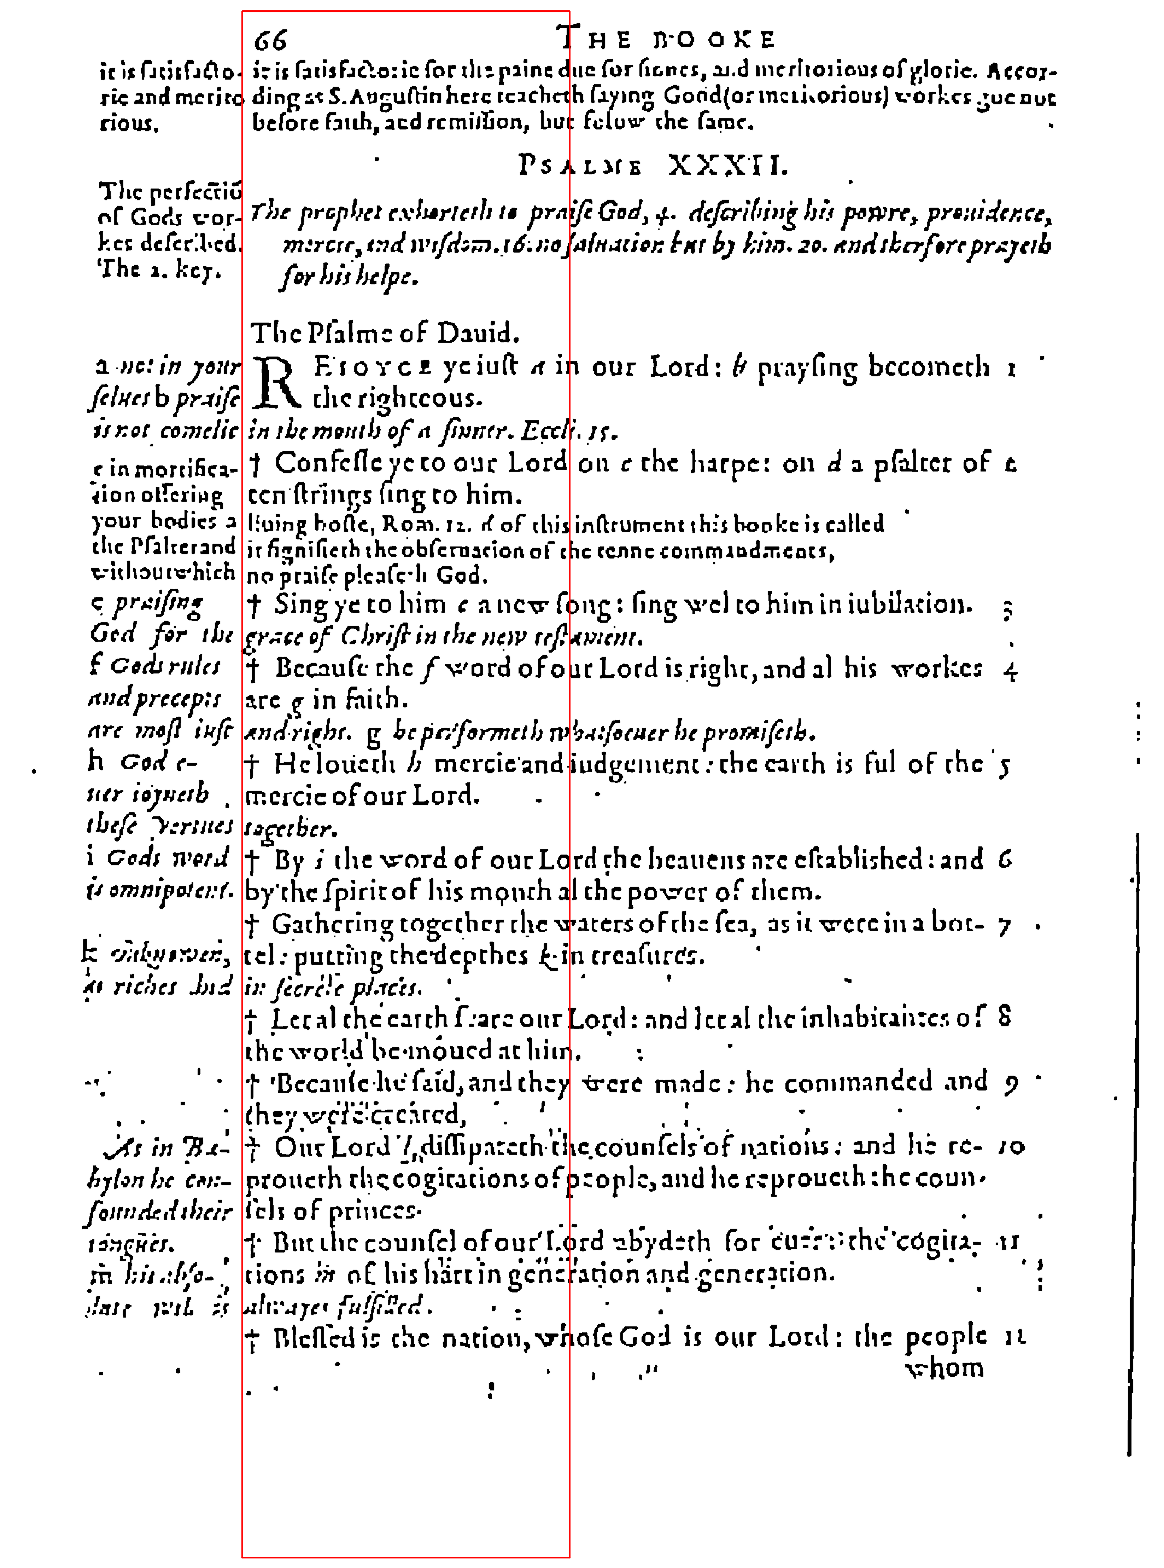 66 THE BOOKE
it is satisfacto- it is satisfactorie for the paine due for sinnes, and meritorious of glorie. Accor-
rie and merito ding as S. Augustin here teacheth saying Good (or meritorious) workes gue not
rious. before faith, and remission, but folow the same.
PSALME XXXII.
The perfectiō
of Gods wor-
kes described.
The 2. key.
The prophet exhorteth to praise God, 4. describing his powre, prouidence,
mercie, and wisdom. 16. no saluation but by him. 20. and therfore prayeth
for his helpe.
The Psalme of Dauid.
a not in your REIOYCE ye iust a in our Lord: b praysing becometh 1
selues b praise the righteous.
is not comelie in the mouth of a sinner. Eccli. 15.
c in mortifica- † Confesse ye to our Lord on c the harpe: on d a psalter of 2
tion offering ten strings sing to him.
your bodies a liuing hoste, Rom. 12. d of this instrument this booke is called
the Psalter and it signifieth the obseruation of the tenne commandments,
without which no praise pleaseth God.
e praising † Sing ye to him e a new song: sing wel to him in iubilation. 3
God for the grace of Christ in the new testament.
f Gods rules † Because the f word of our Lord is right, and al his workes 4
and precepts are g in faith.
are most iust and right. g he performeth whatsoeuer he promiseth.
h God e- † He loueth h mercie and iudgement: the earth is ful of the 5
uer ioyneth mercie of our Lord.
these vertues together.
i Gods word † By i the word of our Lord the heauens are established: and 6
is omnipotent. by the spirit of his mouth al the power of them.
† Gathering together the waters of the sea, as it were in a bot- 7
k tel: putting the depthes k in treasures.
as riches hid in secrete places.
† Let al the earth feare our Lord: and let al the inhabitantes of 8
the world be moued at him.
† Because he said, and they were made: he commanded and 9
they were created,
As in Ba- † Our Lord l dissipateth the counsels of nations: and he re- 10
bylon he con- proueth the cogitations of people, and he reproueth the coun-
founded their sels of princes.
tongues. † But the counsel of our Lord abydeth for euer: the cogita- 11
m his abso- tions m of his hart in generation and generation.
lute wil is alwayes fulfilled.
† Blessed is the nation, whose God is our Lord: the people 12
whom